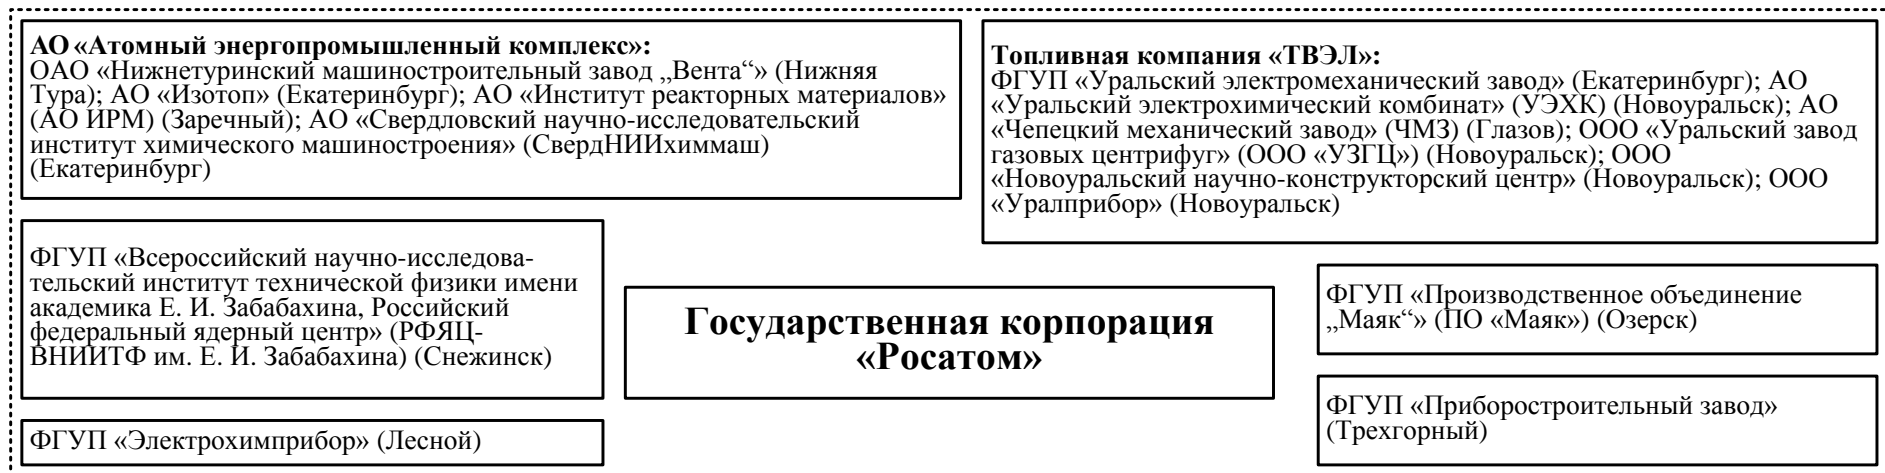 АО «Атомный энергопромышленный комплекс»:
ОАО «Нижнетуринский машиностроительный завод „Вента“» (Нижняя
Тура); АО «Изотоп» (Екатеринбург); АО «Институт реакторных материалов»
(АО ИРМ) (Заречный); АО «Свердловский научно-исследовательский
институт химического машиностроения» (СвердНИИхиммаш)
(Екатеринбург)
Топливная компания «ТВЭЛ»:
ФГУП «Уральский электромеханический завод» (Екатеринбург); АО
«Уральский электрохимический комбинат» (УЭХК) (Новоуральск); АО
«Чепецкий механический завод» (ЧМЗ) (Глазов); ООО «Уральский завод
газовых центрифуг» (ООО «УЗГЦ») (Новоуральск); ООО
«Новоуральский научно-конструкторский центр» (Новоуральск); ООО
«Уралприбор» (Новоуральск)
ФГУП «Всероссийский научно-исследова-
тельский институт технической физики имени
академика Е. И. Забабахина, Российский
федеральный ядерный центр» (РФЯЦ-
ВНИИТФ им. Е. И. Забабахина) (Снежинск)
Государственная корпорация
«Росатом»
ФГУП «Производственное объединение
„Маяк“» (ПО «Маяк») (Озерск)
ФГУП «Приборостроительный завод»
(Трехгорный)
ФГУП «Электрохимприбор» (Лесной)